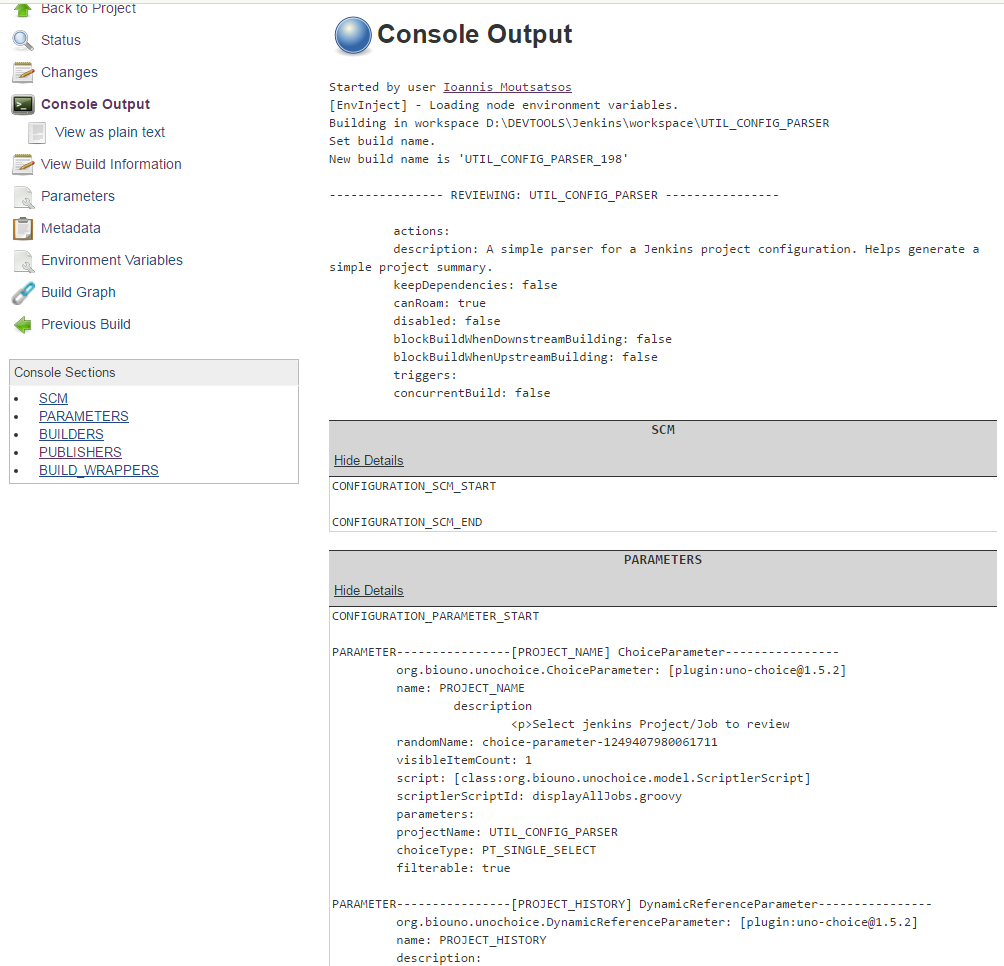 Back to Project
Status
Changes
Console Output
View as plain text
View Build Information
Parameters
Metadata
Environment Variables
Build Graph
Previous Build
Console Sections
SCM
PARAMETERS
BUILDERS
PUBLISHERS
BUILD_WRAPPERS
Console Output
Started by user Ioannis Moutsatsos
[EnvInject] - Loading node environment variables.
Building in workspace D:\DEVTOOLS\Jenkins\workspace\UTIL_CONFIG_PARSER
Set build name.
New build name is 'UTIL_CONFIG_PARSER_198'
---------------- REVIEWING: UTIL_CONFIG_PARSER ----------------
actions:
description: A simple parser for a Jenkins project configuration. Helps generate a
simple project summary.
keepDependencies: false
canRoam: true
disabled: false
blockBuildWhenDownstreamBuilding: false
blockBuildWhenUpstreamBuilding: false
triggers:
concurrentBuild: false
SCM
Hide Details
CONFIGURATION_SCM_START
CONFIGURATION_SCM_END
PARAMETERS
Hide Details
CONFIGURATION_PARAMETER_START
PARAMETER----------------[PROJECT_NAME] ChoiceParameter----------------
org.biouno.unochoice.ChoiceParameter: [plugin:uno-choice@1.5.2]
name: PROJECT_NAME
description
<p>Select jenkins Project/Job to review
randomName: choice-parameter-1249407980061711
visibleItemCount: 1
script: [class:org.biouno.unochoice.model.ScriptlerScript]
scriptlerScriptId: displayAllJobs.groovy
parameters:
projectName: UTIL_CONFIG_PARSER
choiceType: PT_SINGLE_SELECT
filterable: true
PARAMETER----------------[PROJECT_HISTORY] DynamicReferenceParameter----------------
org.biouno.unochoice.DynamicReferenceParameter: [plugin:uno-choice@1.5.2]
name: PROJECT_HISTORY
description: